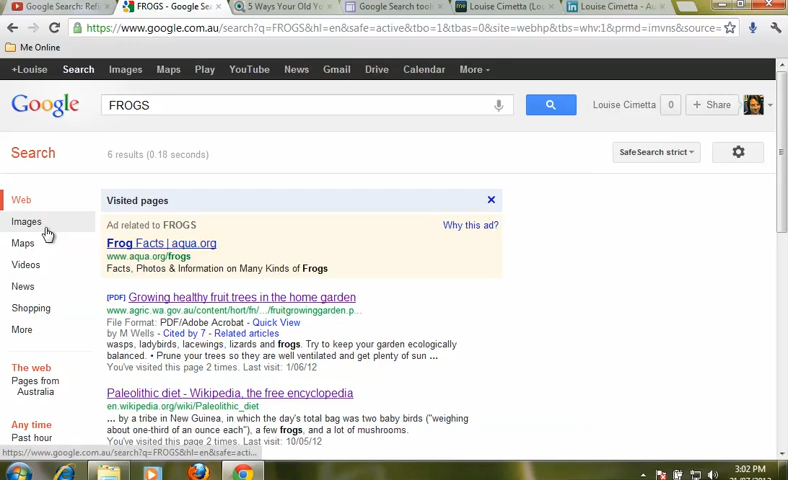 Google Search: Refi
FROGS - Google Sea
5 Ways Your Old Yo
Google Search tools
Louise Cimetta (Lou
Louise Cimetta - Au
https://www.google.com.au/search?q=FROGS&hl=en&safe=active&tbo=1&tbas=0&site=webhp&tbs=whv:1&prmd=imvns&source=
Me Online
+Louise Search Images Maps Play YouTube News Gmail Drive Calendar More
Google FROGS Louise Cimetta 0 + Share
Search 6 results (0.18 seconds) SafeSearch strict
Web
Images
Maps
Videos
News
Shopping
More
The web
Pages from
Australia
Any time
Past hour
Visited pages
Ad related to FROGS Why this ad?
Frog Facts | aqua.org
www.aqua.org/frogs
Facts, Photos & Information on Many Kinds of Frogs
[PDF] Growing healthy fruit trees in the home garden
www.agric.wa.gov.au/content/hort/fn/.../fruitgrowinggarden.p...
File Format: PDF/Adobe Acrobat - Quick View
by M Wells - Cited by 7 - Related articles
wasps, ladybirds, lacewings, lizards and frogs. Try to keep your garden ecologically
balanced. • Prune your trees so they are well ventilated and get plenty of sun ...
You've visited this page 2 times. Last visit: 1/06/12
Paleolithic diet - Wikipedia, the free encyclopedia
en.wikipedia.org/wiki/Paleolithic_diet
... by a tribe in New Guinea, in which the day's total bag was two baby birds ("weighing
about one-third of an ounce each"), a few frogs, and a lot of mushrooms.
You've visited this page 2 times. Last visit: 10/05/12
https://www.google.com.au/search?q=FROGS&hl=en&safe=acti...
3:02 PM